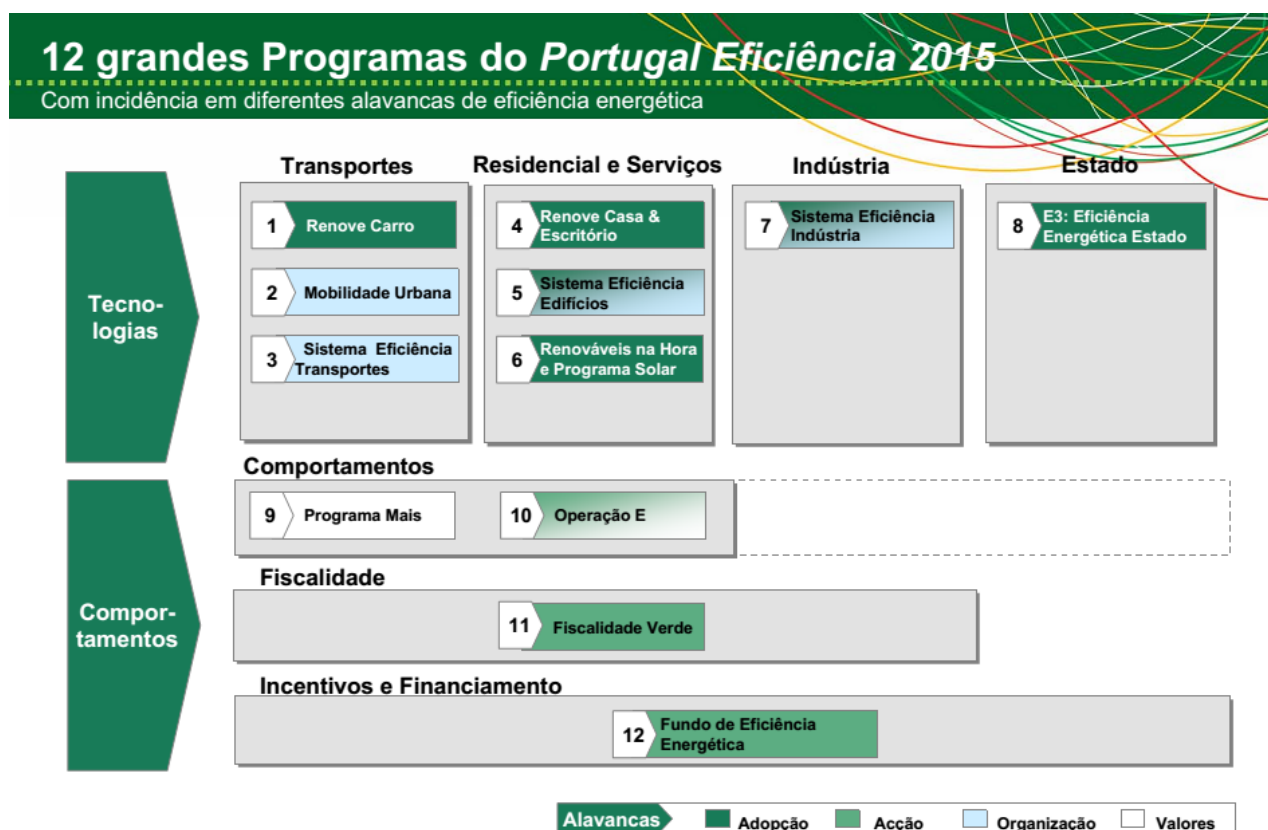 12 grandes Programas do Portugal Eficiência 2015
Com incidência em diferentes alavancas de eficiência energética
Transportes
Residencial e Serviços
Indústria
Estado
Tecno-
logias
1
Renove Carro
2
Mobilidade Urbana
3
Sistema Eficiência
Transportes
4
Renove Casa &
Escritório
5
Sistema Eficiência
Edifícios
6
Renováveis na Hora
e Programa Solar
7
Sistema Eficiência
Indústria
8
E3: Eficiência
Energética Estado
Compor-
tamentos
Comportamentos
9
Programa Mais
10
Operação E
Fiscalidade
11
Fiscalidade Verde
Incentivos e Financiamento
12
Fundo de Eficiência
Energética
Alavancas
Adopção
Acção
Organização
Valores